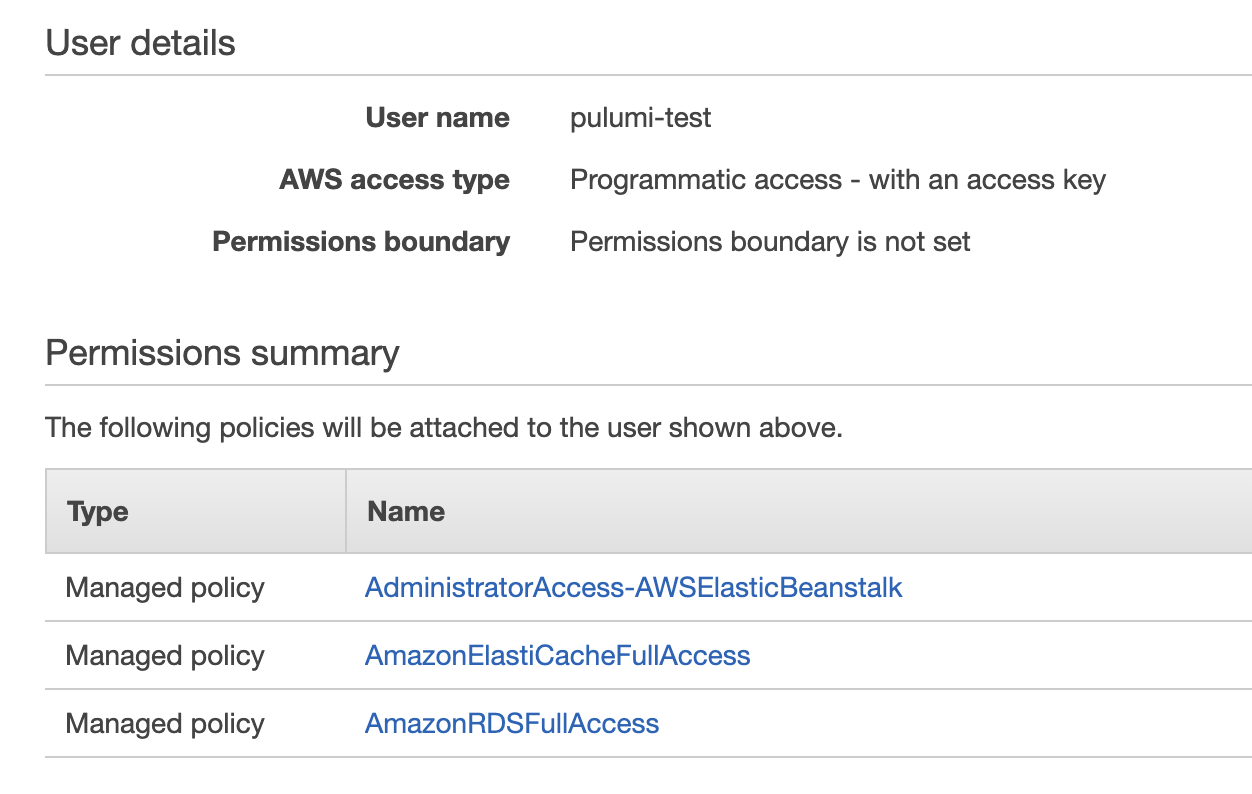 User details
User name pulumi-test
AWS access type Programmatic access - with an access key
Permissions boundary Permissions boundary is not set
Permissions summary
The following policies will be attached to the user shown above.
Type Name
Managed policy AdministratorAccess-AWSElasticBeanstalk
Managed policy AmazonElastiCacheFullAccess
Managed policy AmazonRDSFullAccess